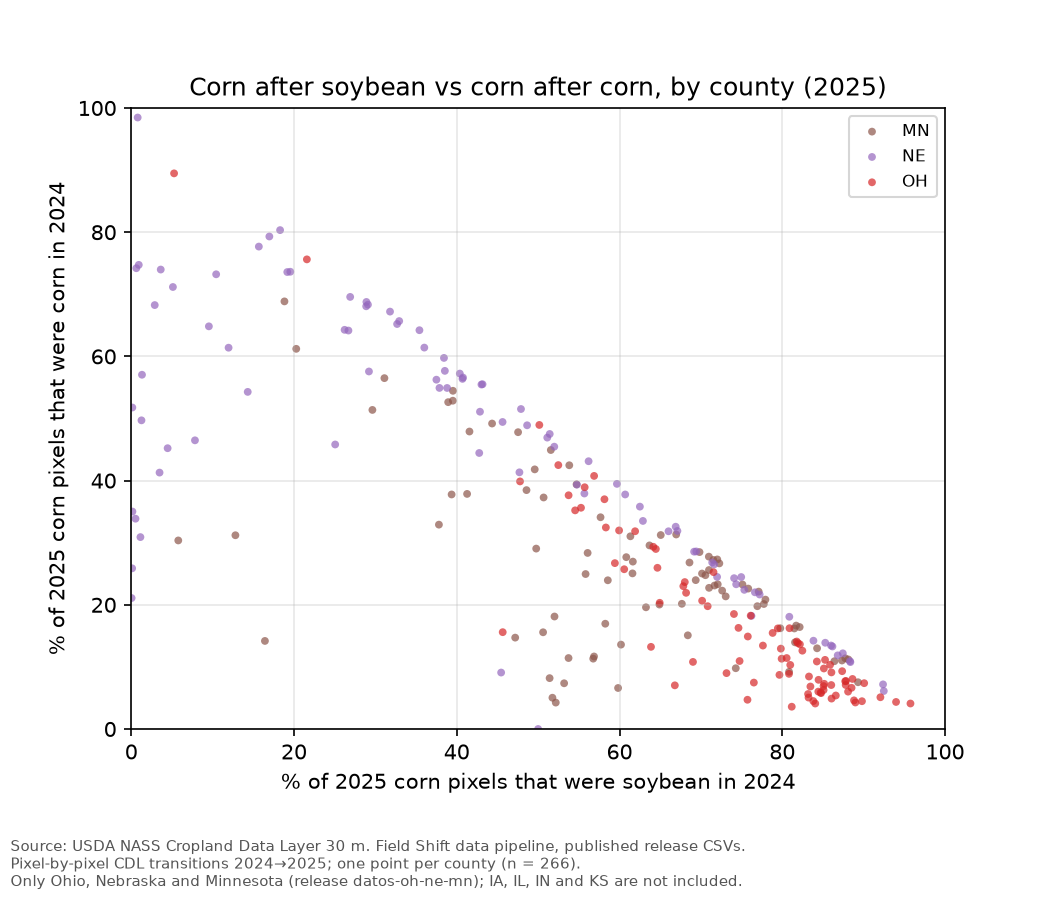 Corn after soybean vs corn after corn, by county (2025)
100
80
60
40
20
0
% of 2025 corn pixels that were corn in 2024
MN
NE
OH
0 20 40 60 80 100
% of 2025 corn pixels that were soybean in 2024
Source: USDA NASS Cropland Data Layer 30 m. Field Shift data pipeline, published release CSVs.
Pixel-by-pixel CDL transitions 2024→2025; one point per county (n = 266).
Only Ohio, Nebraska and Minnesota (release datos-oh-ne-mn); IA, IL, IN and KS are not included.